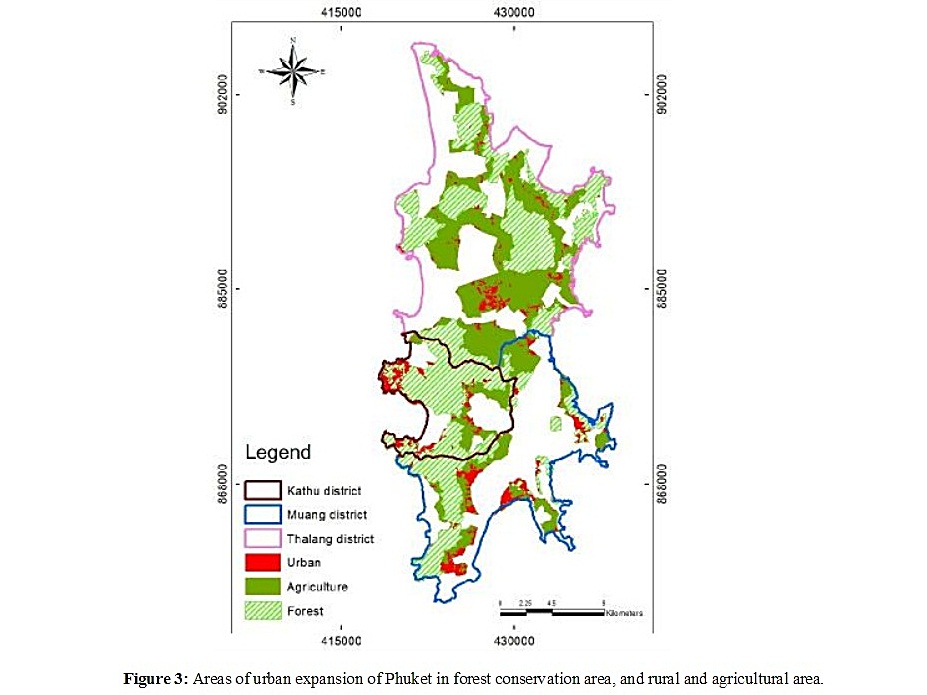 415000 430000
N
W E
S
902000 902000
885000 885000
868000 868000
Legend
Kathu district
Muang district
Thalang district
Urban
Agriculture
Forest
0 2.25 4.5 9
Kilometers
415000 430000
Figure 3: Areas of urban expansion of Phuket in forest conservation area, and rural and agricultural area.